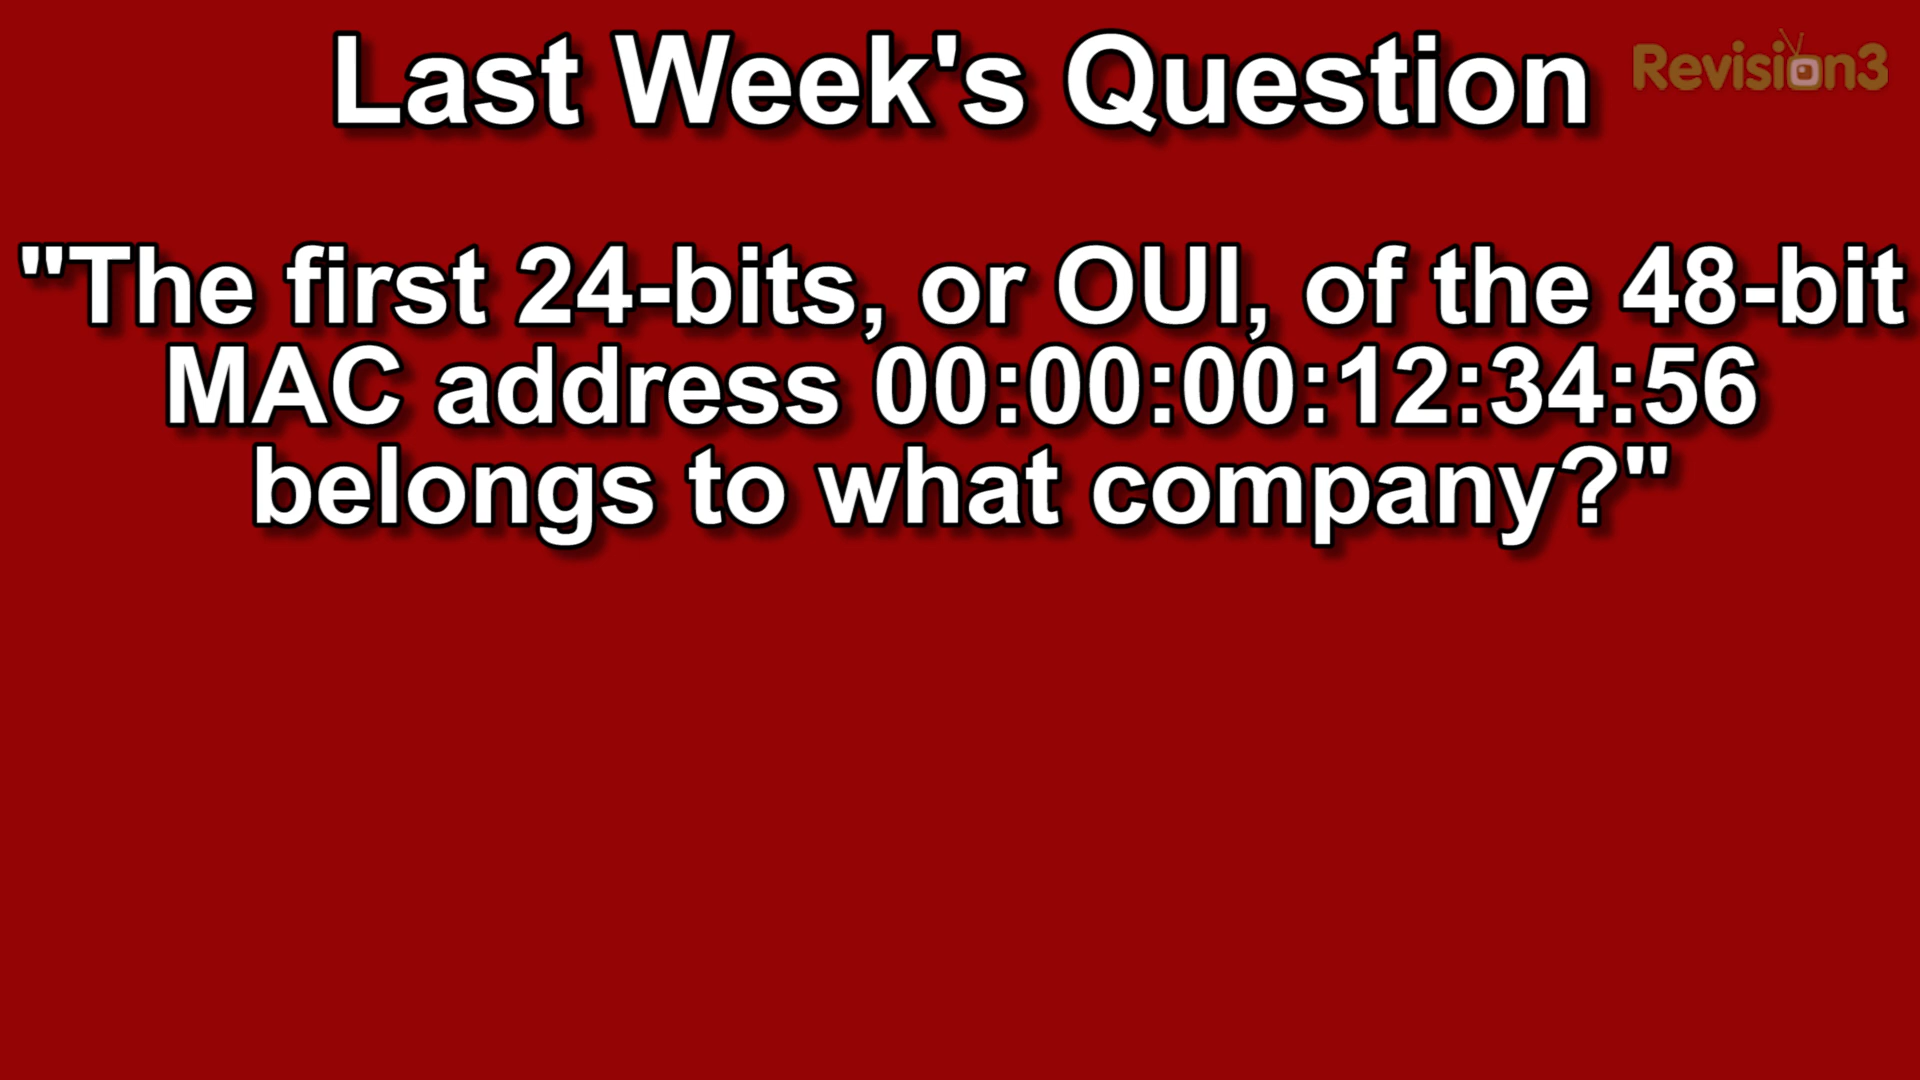 Last Week's Question
Revision3
"The first 24-bits, or OUI, of the 48-bit
MAC address 00:00:00:12:34:56
belongs to what company?"